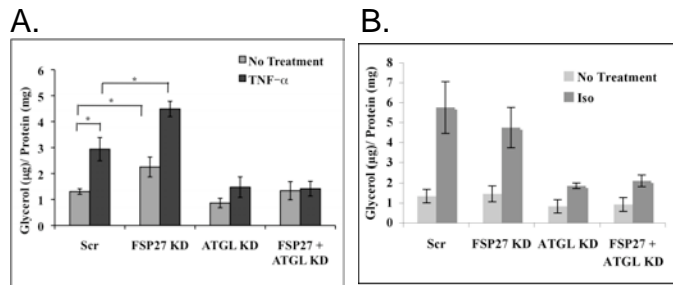 A.
No Treatment
TNF-α
Glycerol (µg)/ Protein (mg)
6
5
4
3
2
1
0
*
*
*
Scr
FSP27 KD
ATGL KD
FSP27 +
ATGL KD
B.
No Treatment
Iso
Glycerol (µg)/ Protein (mg)
8
7
6
5
4
3
2
1
0
Scr
FSP27 KD
ATGL KD
FSP27 +
ATGL KD